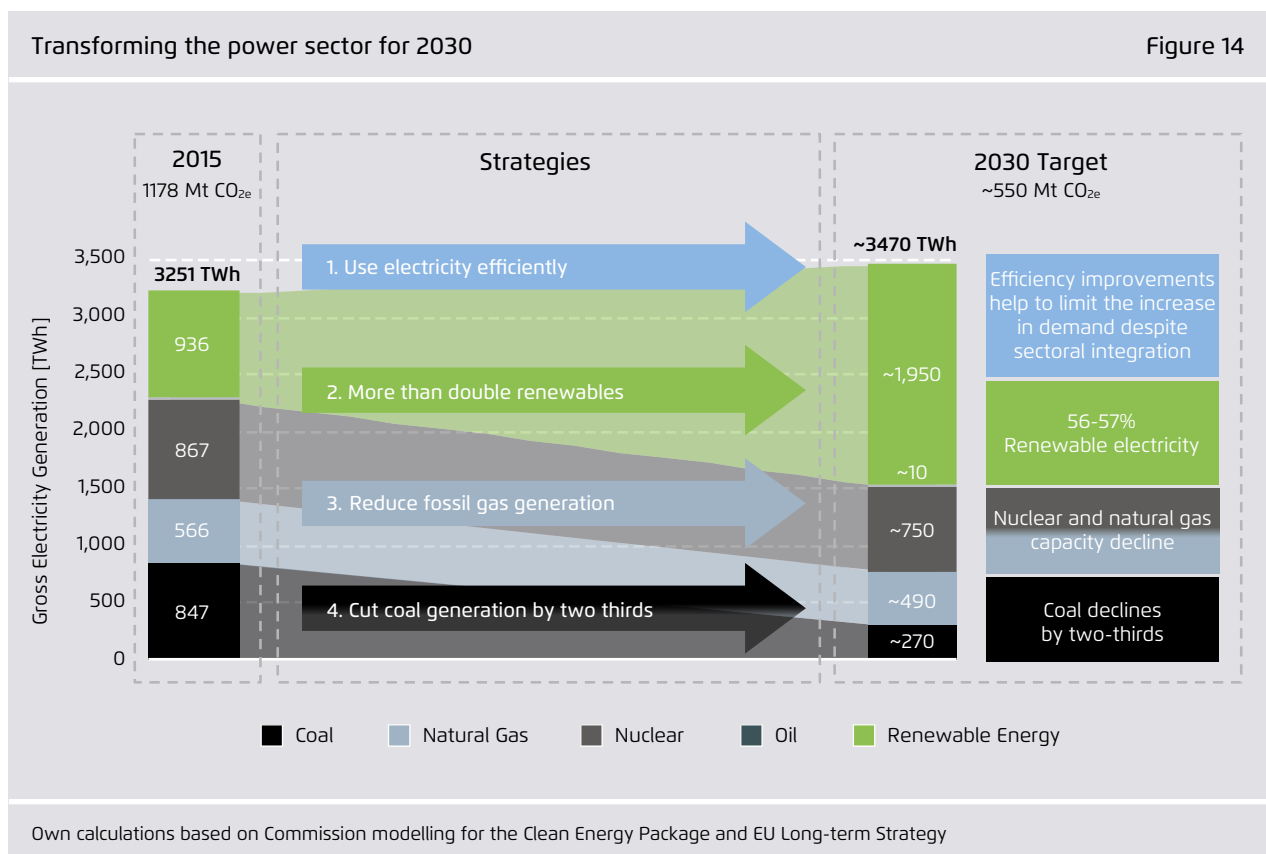 Transforming the power sector for 2030
Figure 14
2015
1178 Mt CO2e
Strategies
2030 Target
~550 Mt CO2e
Gross Electricity Generation [TWh]
3,500
3,000
2,500
2,000
1,500
1,000
500
0
3251 TWh
936
867
566
847
1. Use electricity efficiently
2. More than double renewables
3. Reduce fossil gas generation
4. Cut coal generation by two thirds
~3470 TWh
~1,950
~10
~750
~490
~270
Efficiency improvements
help to limit the increase
in demand despite
sectoral integration
56-57%
Renewable electricity
Nuclear and natural gas
capacity decline
Coal declines
by two-thirds
Coal
Natural Gas
Nuclear
Oil
Renewable Energy
Own calculations based on Commission modelling for the Clean Energy Package and EU Long-term Strategy